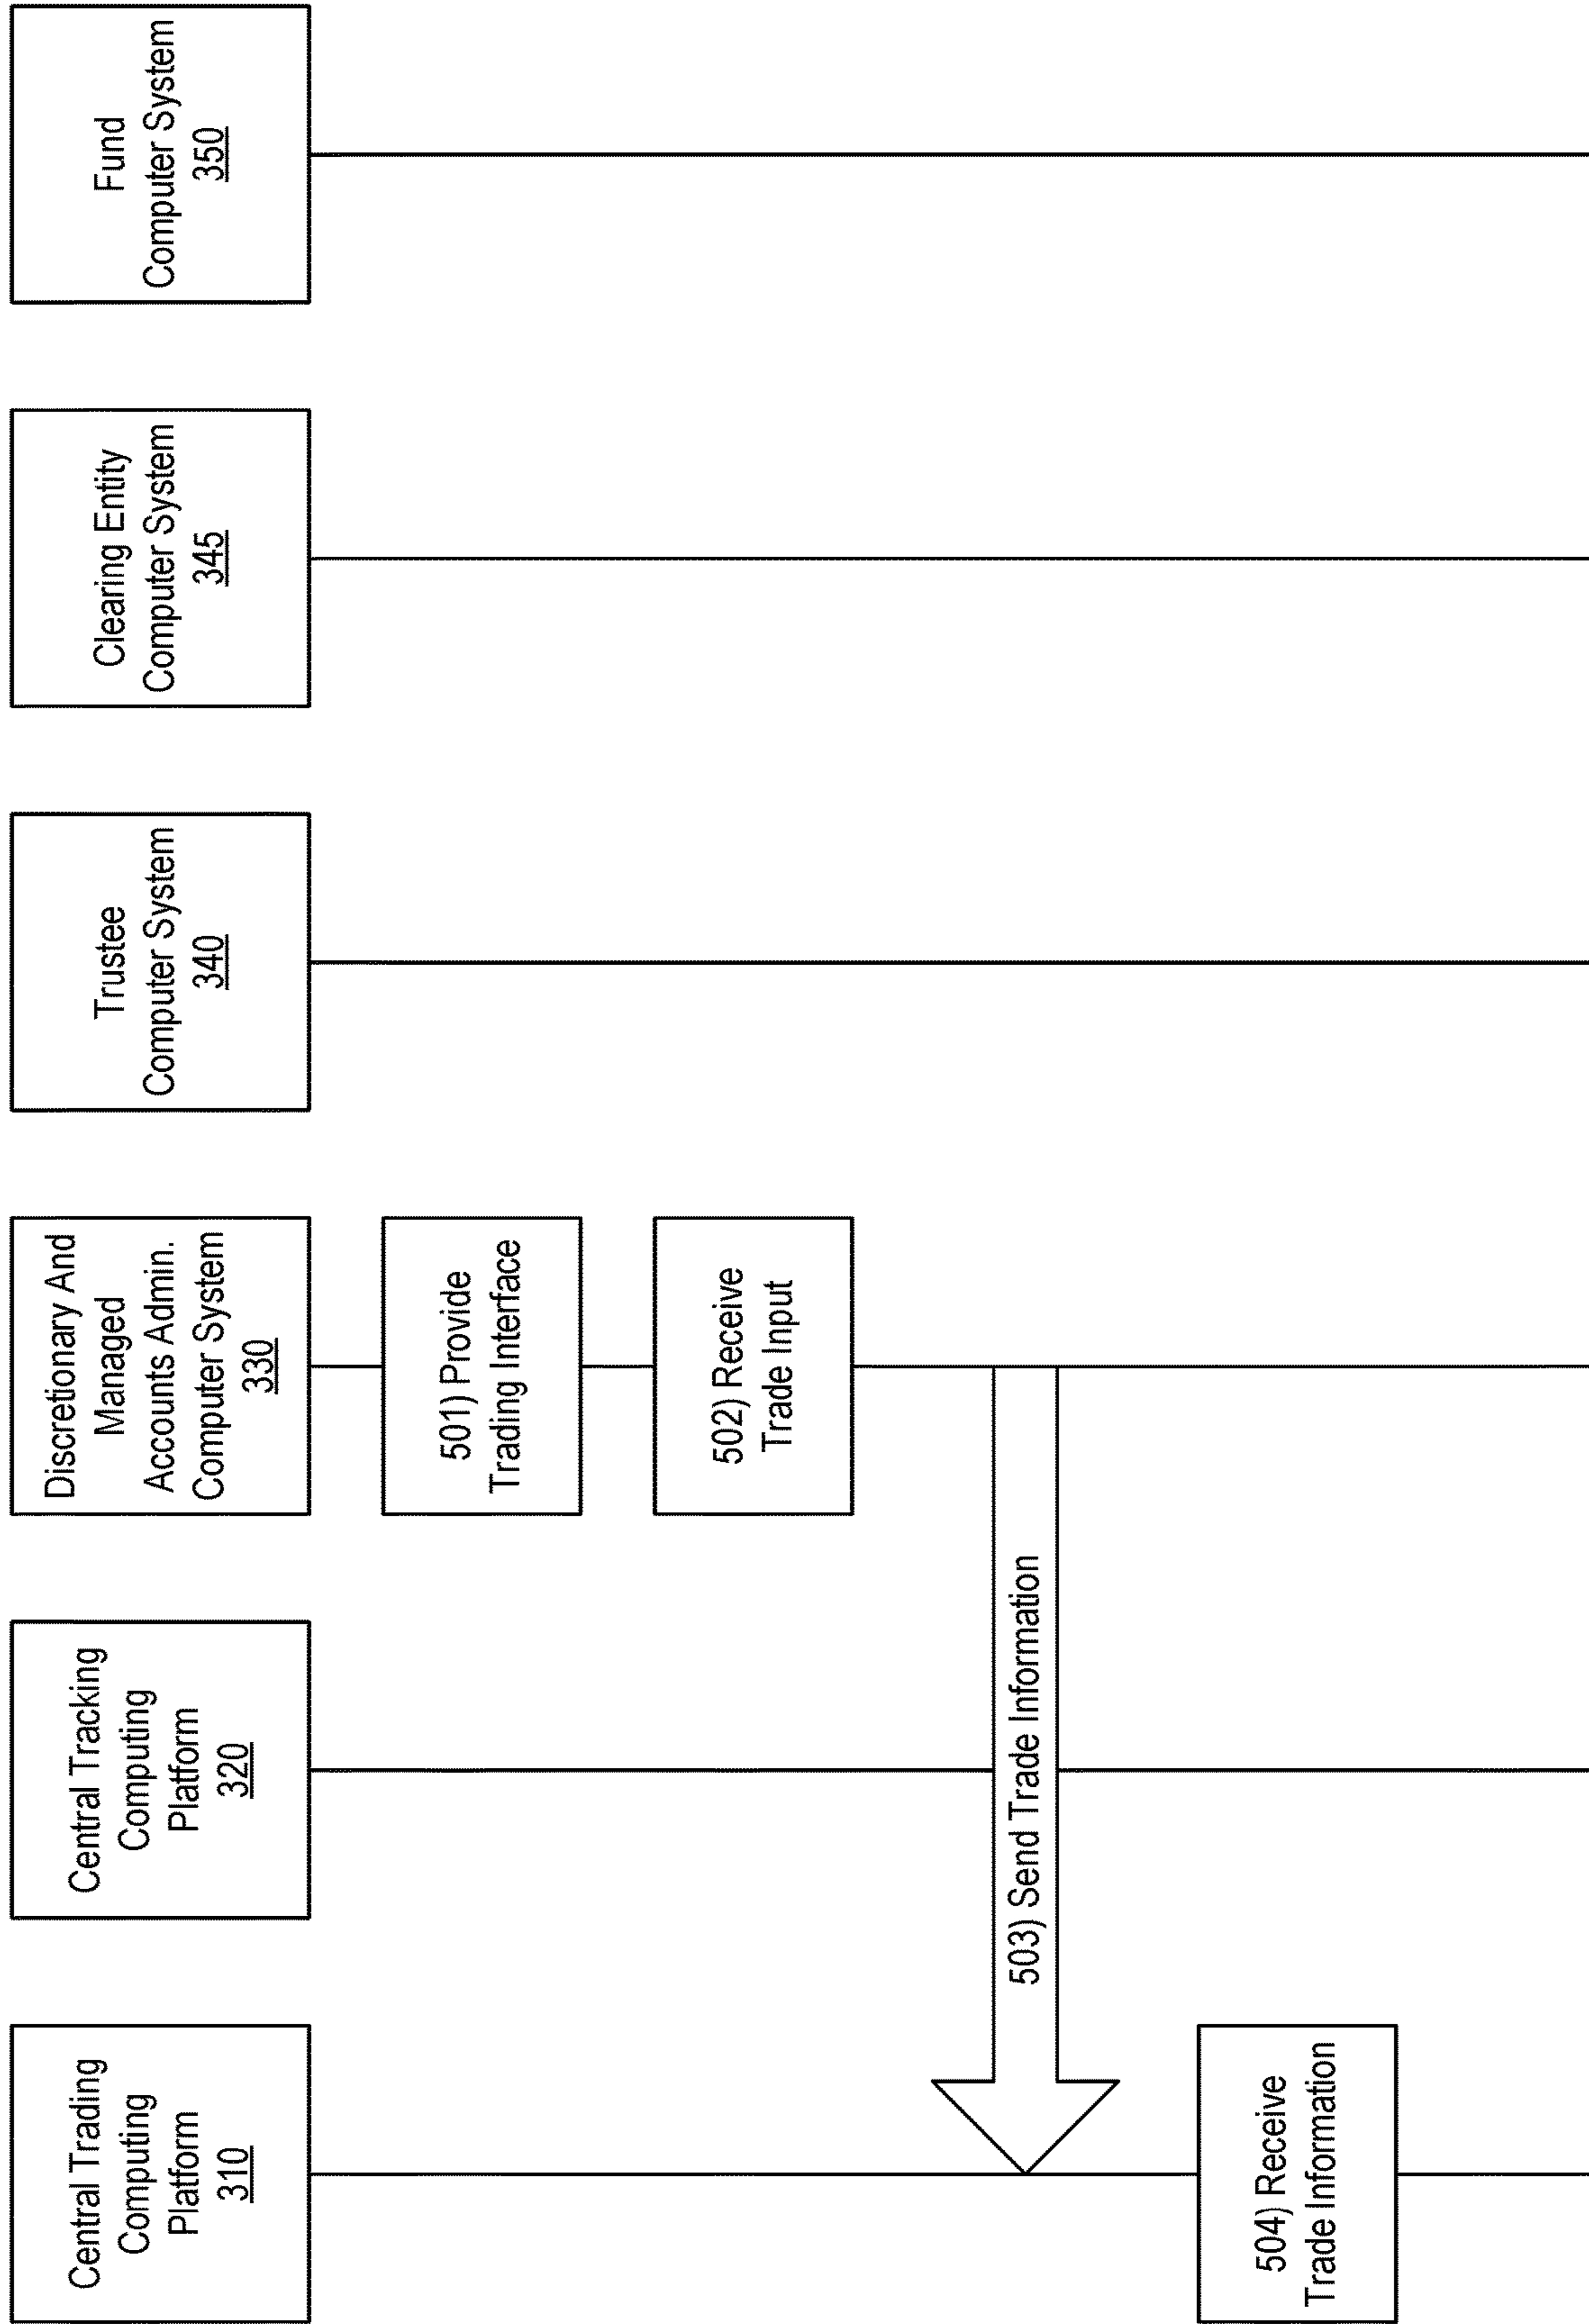 Central Trading
Computing
Platform
310
Central Tracking
Computing
Platform
320
Discretionary And
Managed
Accounts Admin.
Computer System
330
Trustee
Computer System
340
Clearing Entity
Computer System
345
Fund
Computer System
350
501) Provide
Trading Interface
502) Receive
Trade Input
503) Send Trade Information
504) Receive
Trade Information